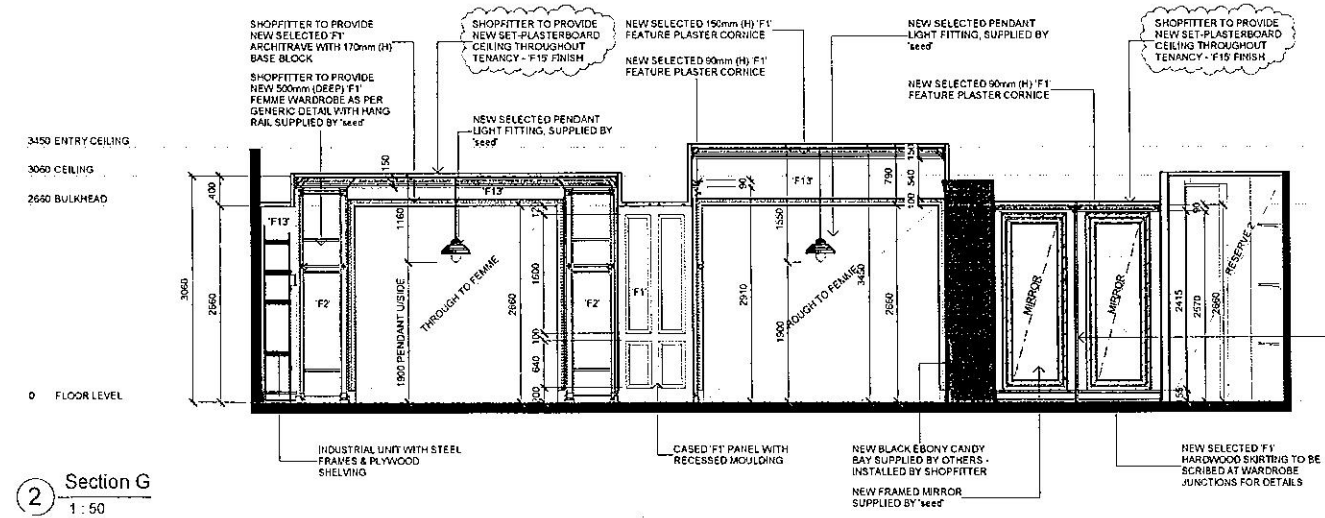 SHOPFITTER TO PROVIDE
NEW SELECTED 'F1'
ARCHITRAVE WITH 170mm (H)
BASE BLOCK
SHOPFITTER TO PROVIDE
NEW 500mm (DEEP) 'F1'
FEMME WARDROBE AS PER
GENERIC DETAIL WITH HANG
RAIL SUPPLIED BY 'seed'
SHOPFITTER TO PROVIDE
NEW SET-PLASTERBOARD
CEILING THROUGHOUT
TENANCY - 'F15' FINISH
NEW SELECTED PENDANT
LIGHT FITTING, SUPPLIED BY
'seed'
NEW SELECTED 150mm (H) 'F1'
FEATURE PLASTER CORNICE
NEW SELECTED 90mm (H) 'F1'
FEATURE PLASTER CORNICE
NEW SELECTED PENDANT
LIGHT FITTING, SUPPLIED BY
'seed'
NEW SELECTED 90mm (H) 'F1'
FEATURE PLASTER CORNICE
SHOPFITTER TO PROVIDE
NEW SET-PLASTERBOARD
CEILING THROUGHOUT
TENANCY - 'F15' FINISH
3450 ENTRY CEILING
3060 CEILING
2660 BULKHEAD
0 FLOOR LEVEL
3060
400
2660
'F13'
'F2'
150
1160
1900 PENDANT U/SIDE
THROUGH TO FEMME
'F13'
2660
1600
100
640
200
'F2'
'F1'
90
2910
'F13'
1550
1900
ROUGH TO FEMME
3450
150
790
540
100
2660
MIRROR
MIRROR
90
2415
2570
2660
RESERVE 2
INDUSTRIAL UNIT WITH STEEL
FRAMES & PLYWOOD
SHELVING
CASED 'F1' PANEL WITH
RECESSED MOULDING
NEW BLACK EBONY CANDY
BAY SUPPLIED BY OTHERS -
INSTALLED BY SHOPFITTER
NEW FRAMED MIRROR
SUPPLIED BY 'seed'
NEW SELECTED 'F1'
HARDWOOD SKIRTING TO BE
SCRIBED AT WARDROBE
JUNCTIONS FOR DETAILS
2 Section G
1 : 50